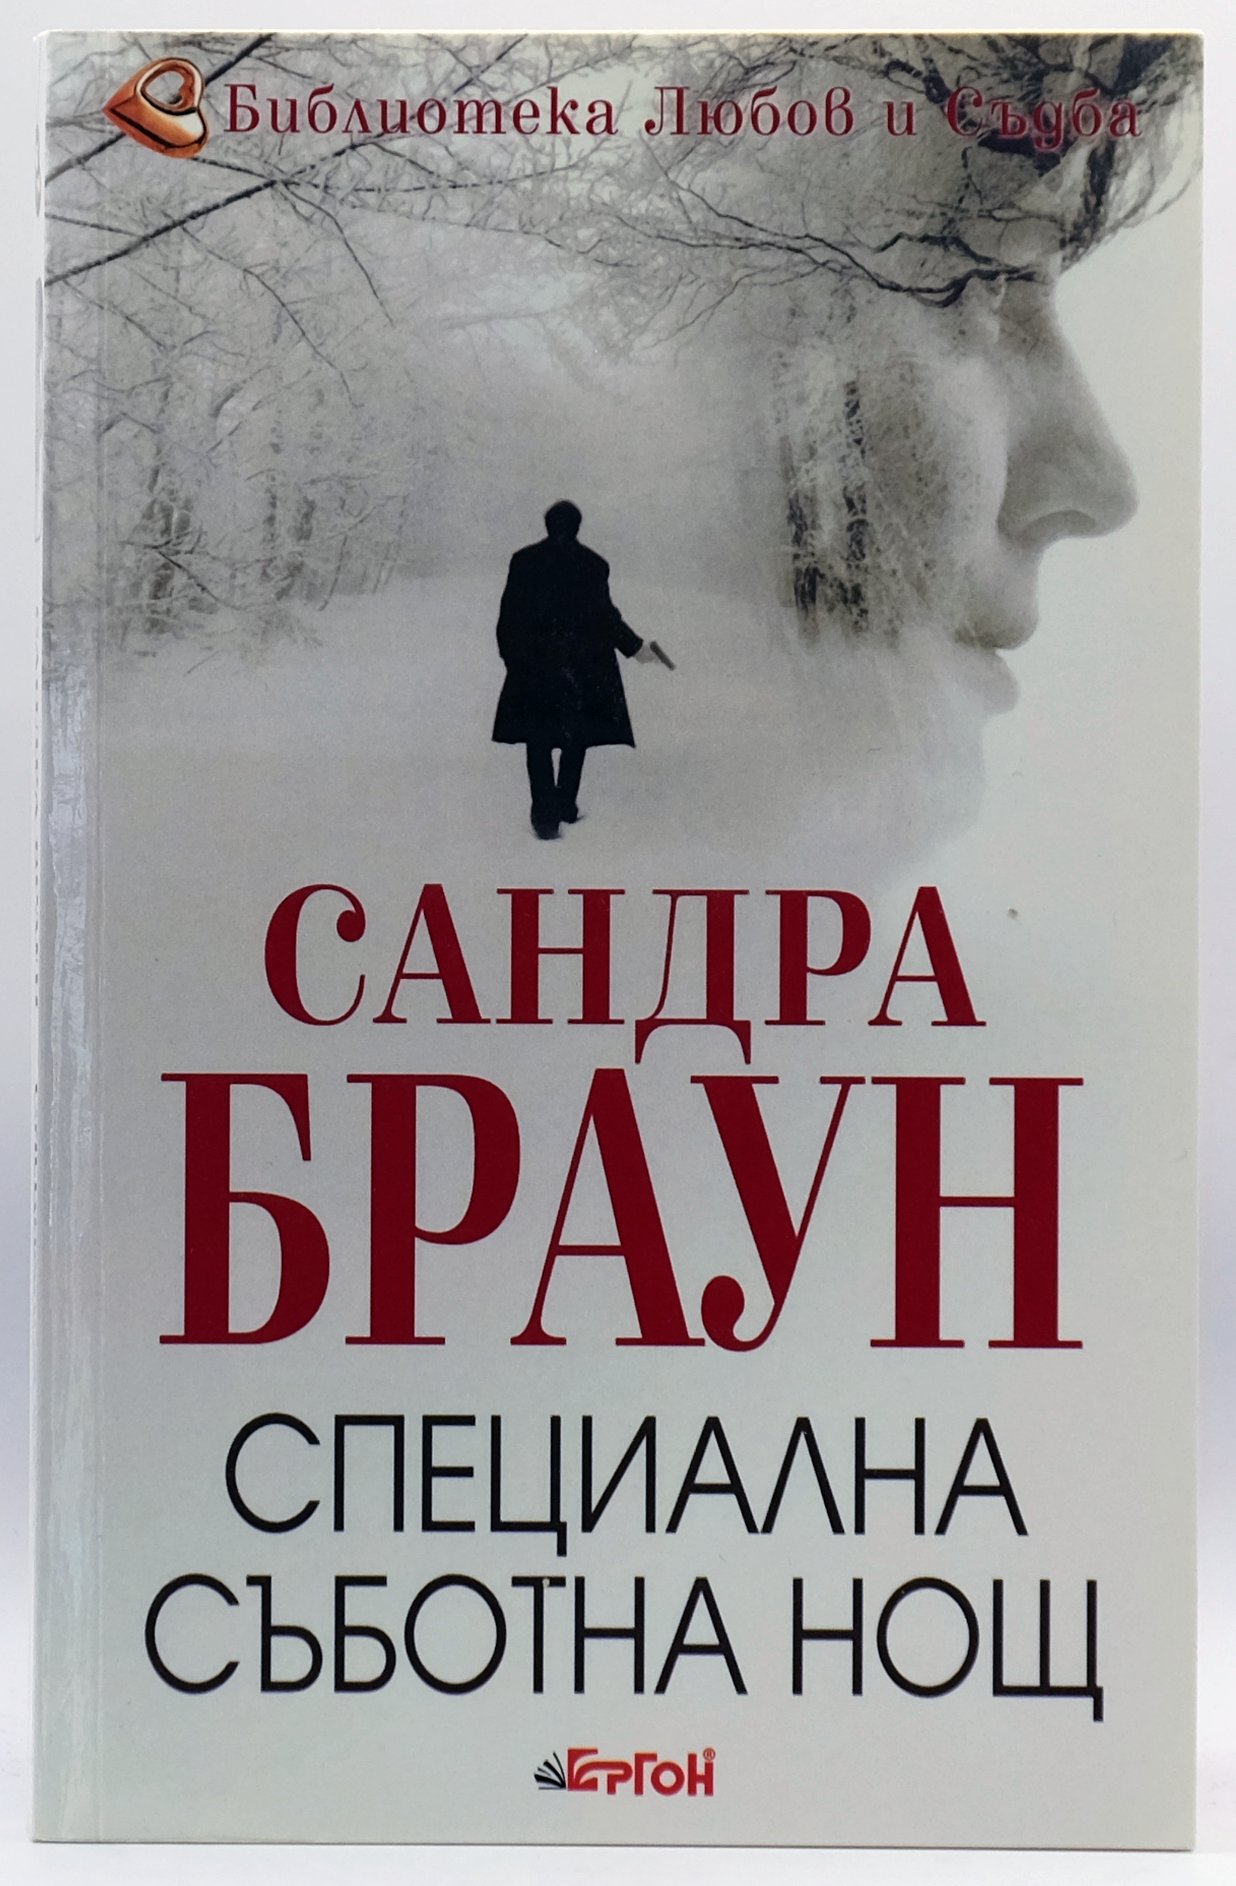 Библиотека Любов и Съдба
САНДРА
БРАУН
СПЕЦИАЛНА
СЪБОТНА НОЩ
ЕРГОН®